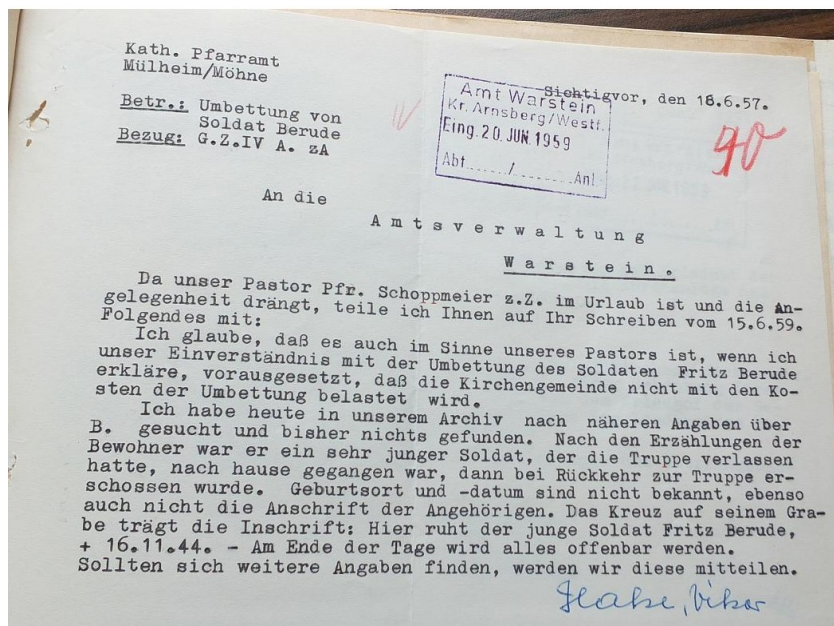 Kath. Pfarramt
Mülheim/Möhne
Sichtigvor, den 18.6.57.
Amt Warstein
Kr. Arnsberg/Westf.
Eing. 20. JUN. 1959
Abt. / Anl
Betr.: Umbettung von
Soldat Berude
Bezug: G.Z.IV A. zA
An die
Amtsverwaltung
Warstein.
Da unser Pastor Pfr. Schoppmeier z.Z. im Urlaub ist und die An-
gelegenheit drängt, teile ich Ihnen auf Ihr Schreiben vom 15.6.59.
Folgendes mit:
Ich glaube, daß es auch im Sinne unseres Pastors ist, wenn ich
unser Einverständnis mit der Umbettung des Soldaten Fritz Berude
erkläre, vorausgesetzt, daß die Kirchengemeinde nicht mit den Ko-
sten der Umbettung belastet wird.
Ich habe heute in unserem Archiv nach näheren Angaben über
B. gesucht und bisher nichts gefunden. Nach den Erzählungen der
Bewohner war er ein sehr junger Soldat, der die Truppe verlassen
hatte, nach hause gegangen war, dann bei Rückkehr zur Truppe er-
schossen wurde. Geburtsort und -datum sind nicht bekannt, ebenso
auch nicht die Anschrift der Angehörigen. Das Kreuz auf seinem Gra-
be trägt die Inschrift: Hier ruht der junge Soldat Fritz Berude,
+ 16.11.44. - Am Ende der Tage wird alles offenbar werden.
Sollten sich weitere Angaben finden, werden wir diese mitteilen.
Vikar